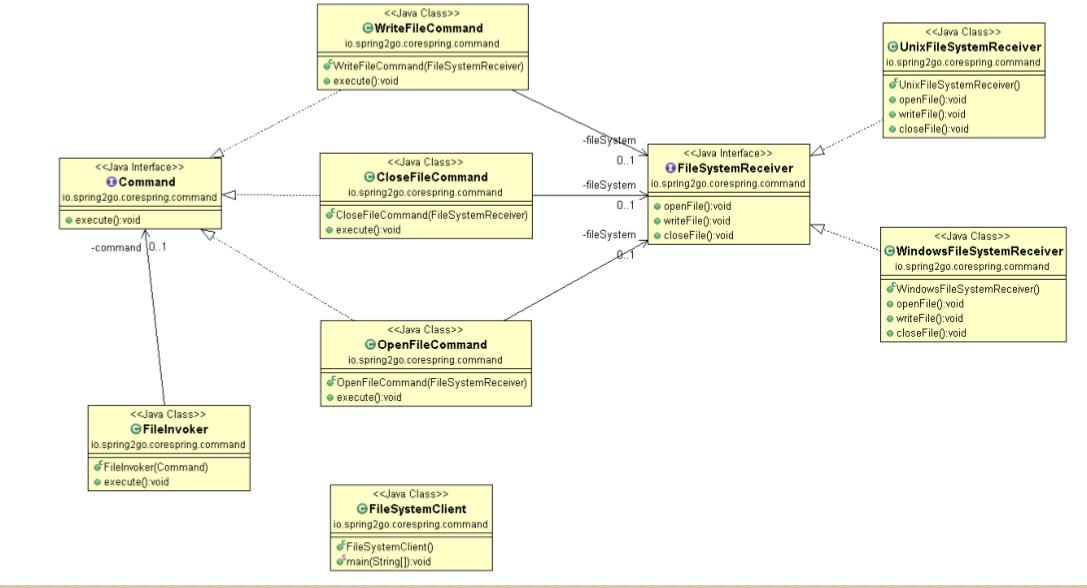 <<Java Class>>
WriteFileCommand
io.spring2go.corespring.command
WriteFileCommand(FileSystemReceiver)
execute():void
<<Java Class>>
UnixFileSystemReceiver
io.spring2go.corespring.command
UnixFileSystemReceiver()
openFile():void
writeFile():void
closeFile():void
<<Java Interface>>
Command
io.spring2go.corespring.command
execute():void
-command 0..1
<<Java Class>>
CloseFileCommand
io.spring2go.corespring.command
CloseFileCommand(FileSystemReceiver)
execute():void
-fileSystem
0..1
-fileSystem
0..1
-fileSystem
0..1
<<Java Interface>>
FileSystemReceiver
io.spring2go.corespring.command
openFile():void
writeFile():void
closeFile():void
<<Java Class>>
WindowsFileSystemReceiver
io.spring2go.corespring.command
WindowsFileSystemReceiver()
openFile():void
writeFile():void
closeFile():void
<<Java Class>>
OpenFileCommand
io.spring2go.corespring.command
OpenFileCommand(FileSystemReceiver)
execute():void
<<Java Class>>
FileInvoker
io.spring2go.corespring.command
FileInvoker(Command)
execute():void
<<Java Class>>
FileSystemClient
io.spring2go.corespring.command
FileSystemClient()
main(String[]):void